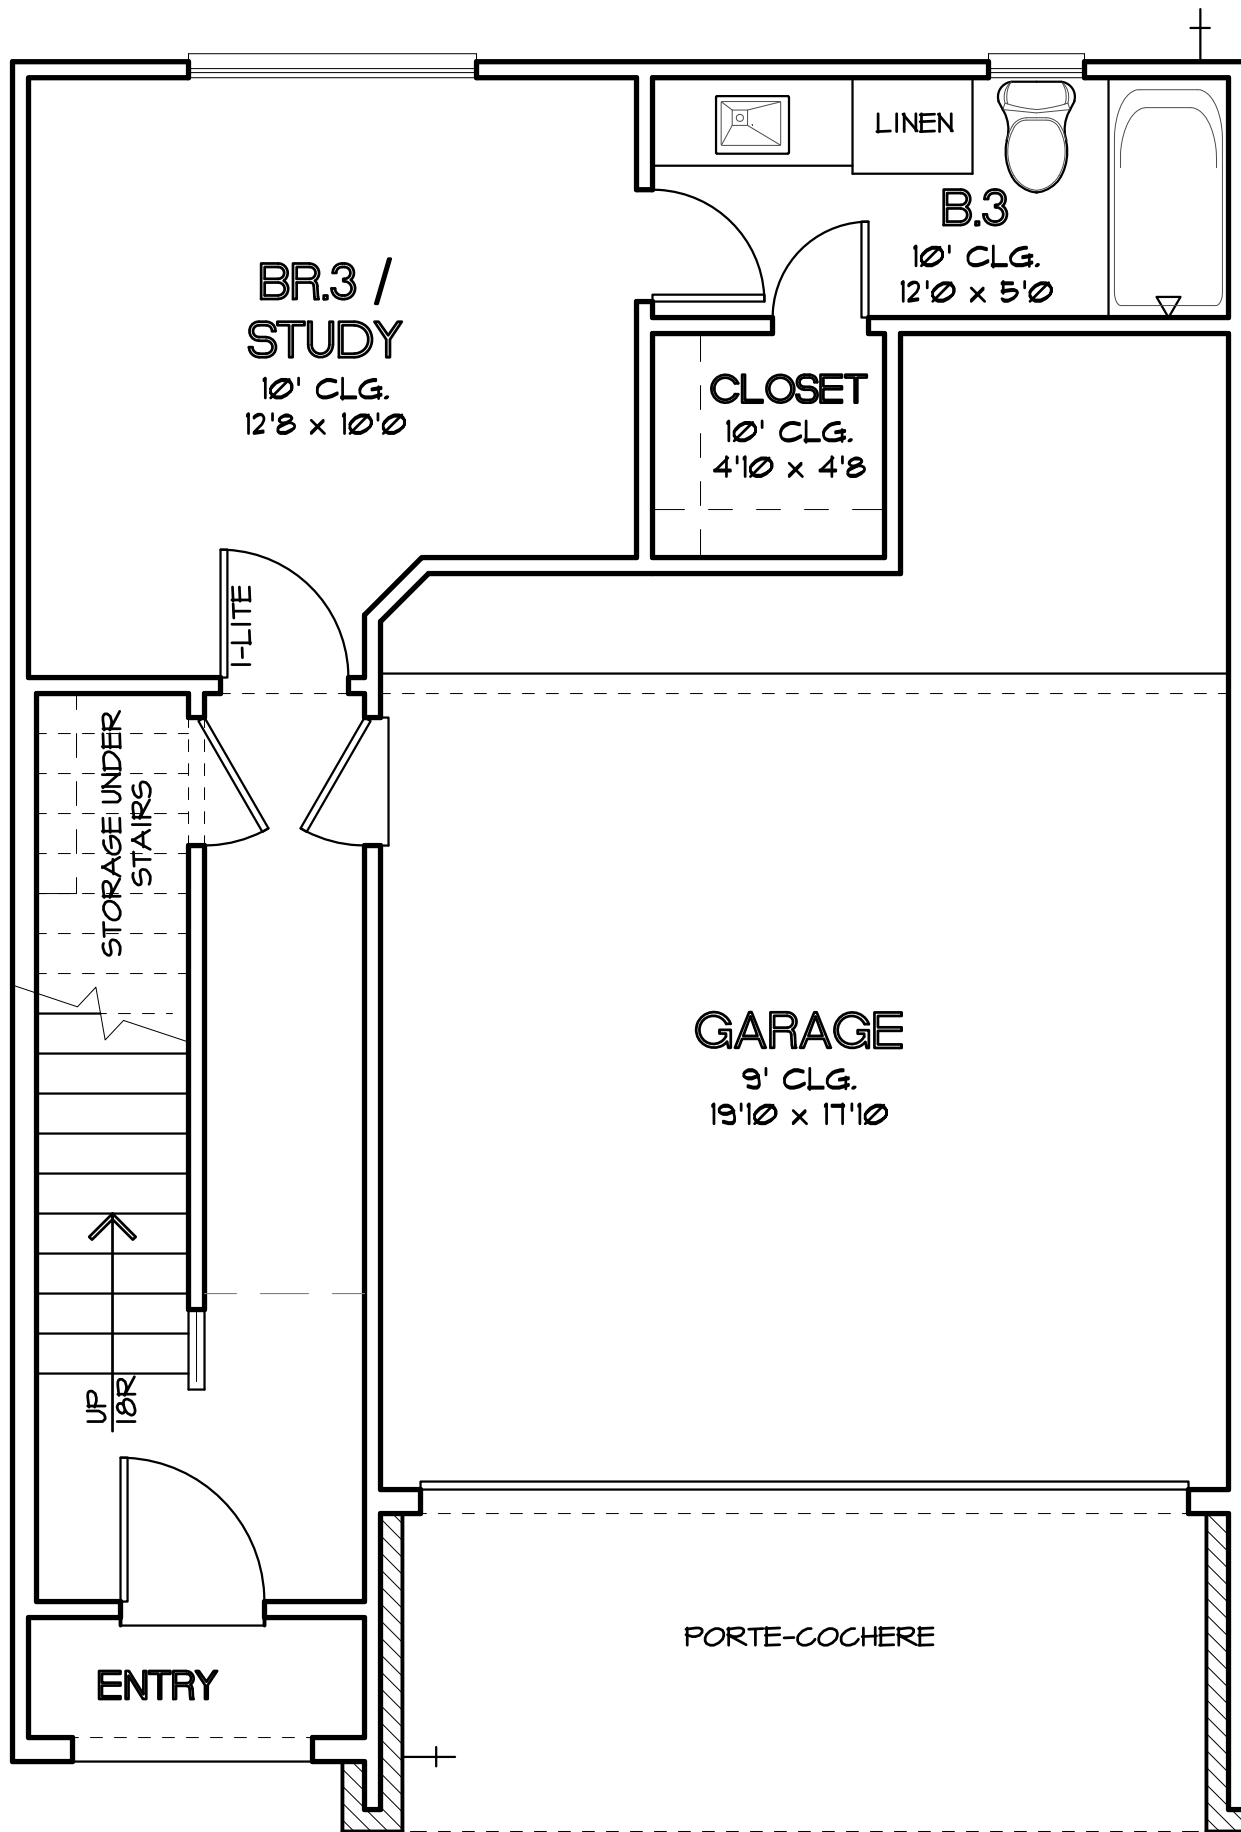 LINEN
B.3
10' CLG.
12'0 x 5'0
BR.3 /
STUDY
10' CLG.
12'8 x 10'0
CLOSET
10' CLG.
4'10 x 4'8
1-LITE
STORAGE UNDER
STAIRS
GARAGE
9' CLG.
19'10 x 17'10
UP
18R
PORTE-COCHERE
ENTRY